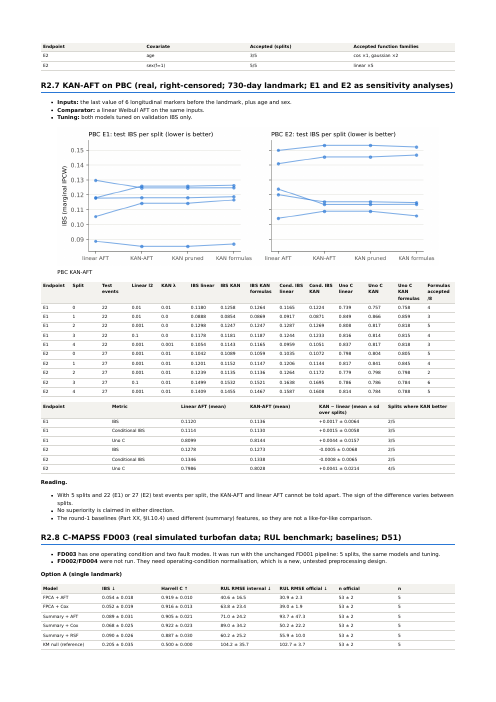 Endpoint Covariate Accepted (splits) Accepted function families
E2 age 3/5 cos ×1, gaussian ×2
E2 sex(f=1) 5/5 linear ×5
R2.7 KAN-AFT on PBC (real, right-censored; 730-day landmark; E1 and E2 as sensitivity analyses)
• Inputs: the last value of 6 longitudinal markers before the landmark, plus age and sex.
• Comparator: a linear Weibull AFT on the same inputs.
• Tuning: both models tuned on validation IBS only.
PBC E1: test IBS per split (lower is better)
PBC E2: test IBS per split (lower is better)
IBS (marginal IPCW)
0.15
0.14
0.13
0.12
0.11
0.10
0.09
linear AFT KAN-AFT KAN pruned KAN formulas
linear AFT KAN-AFT KAN pruned KAN formulas
PBC KAN-AFT
Endpoint Split Test events Linear l2 KAN λ IBS linear IBS KAN IBS KAN formulas Cond. IBS linear Cond. IBS KAN Uno C linear Uno C KAN Uno C KAN formulas Formulas accepted /8
E1 0 22 0.01 0.01 0.1180 0.1258 0.1264 0.1165 0.1224 0.739 0.757 0.758 4
E1 1 22 0.01 0.0 0.0888 0.0854 0.0869 0.0917 0.0871 0.849 0.866 0.859 3
E1 2 22 0.001 0.0 0.1298 0.1247 0.1247 0.1287 0.1269 0.808 0.817 0.818 5
E1 3 22 0.1 0.0 0.1178 0.1181 0.1187 0.1244 0.1233 0.816 0.814 0.815 4
E1 4 22 0.01 0.001 0.1054 0.1143 0.1165 0.0959 0.1051 0.837 0.817 0.818 3
E2 0 27 0.001 0.01 0.1042 0.1089 0.1059 0.1035 0.1072 0.798 0.804 0.805 5
E2 1 27 0.001 0.01 0.1201 0.1152 0.1147 0.1206 0.1144 0.817 0.838 0.840 2
E2 2 27 0.001 0.01 0.1239 0.1135 0.1136 0.1264 0.1172 0.779 0.798 0.798 2
E2 3 27 0.1 0.01 0.1499 0.1532 0.1521 0.1638 0.1695 0.786 0.786 0.783 6
E2 4 27 0.001 0.01 0.1409 0.1455 0.1467 0.1587 0.1608 0.814 0.784 0.788 5
Endpoint Metric Linear AFT (mean) KAN-AFT (mean) KAN − linear (mean ± sd over splits) Splits where KAN better
E1 IBS 0.1120 0.1136 +0.0017 ± 0.0064 2/5
E1 Conditional IBS 0.1114 0.1130 +0.0015 ± 0.0058 3/5
E1 Uno C 0.8099 0.8144 +0.0044 ± 0.0157 3/5
E2 IBS 0.1278 0.1273 -0.0005 ± 0.0068 2/5
E2 Conditional IBS 0.1346 0.1338 -0.0008 ± 0.0065 2/5
E2 Uno C 0.7986 0.8028 +0.0041 ± 0.0214 4/5
Reading.
• With 5 splits and 22 (E1) or 27 (E2) test events per split, the KAN-AFT and linear AFT cannot be told apart. The sign of the difference varies between
splits.
• No superiority is claimed in either direction.
• The round-1 baselines (Part XX, §II.10.4) used different (summary) features, so they are not a like-for-like comparison.
R2.8 C-MAPSS FD003 (real simulated turbofan data; RUL benchmark; baselines; D51)
• FD003 has one operating condition and two fault modes. It was run with the unchanged FD001 pipeline: 5 splits, the same models and tuning.
• FD002/FD004 were not run. They need operating-condition normalisation, which is a new, untested preprocessing design.
Option A (single landmark)
Model IBS ↓ Harrell C ↑ RUL RMSE internal ↓ RUL RMSE official ↓ n official n
FPCA + AFT 0.054 ± 0.018 0.919 ± 0.010 40.6 ± 16.5 30.9 ± 2.3 53 ± 2 5
FPCA + Cox 0.052 ± 0.019 0.916 ± 0.013 63.8 ± 23.4 39.0 ± 1.9 53 ± 2 5
Summary + AFT 0.089 ± 0.031 0.905 ± 0.021 71.0 ± 24.2 93.7 ± 47.3 53 ± 2 5
Summary + Cox 0.068 ± 0.025 0.922 ± 0.023 89.0 ± 34.2 50.2 ± 22.2 53 ± 2 5
Summary + RSF 0.090 ± 0.026 0.887 ± 0.030 60.2 ± 25.2 55.9 ± 10.0 53 ± 2 5
KM null (reference) 0.205 ± 0.035 0.500 ± 0.000 104.2 ± 35.7 102.7 ± 3.7 53 ± 2 5